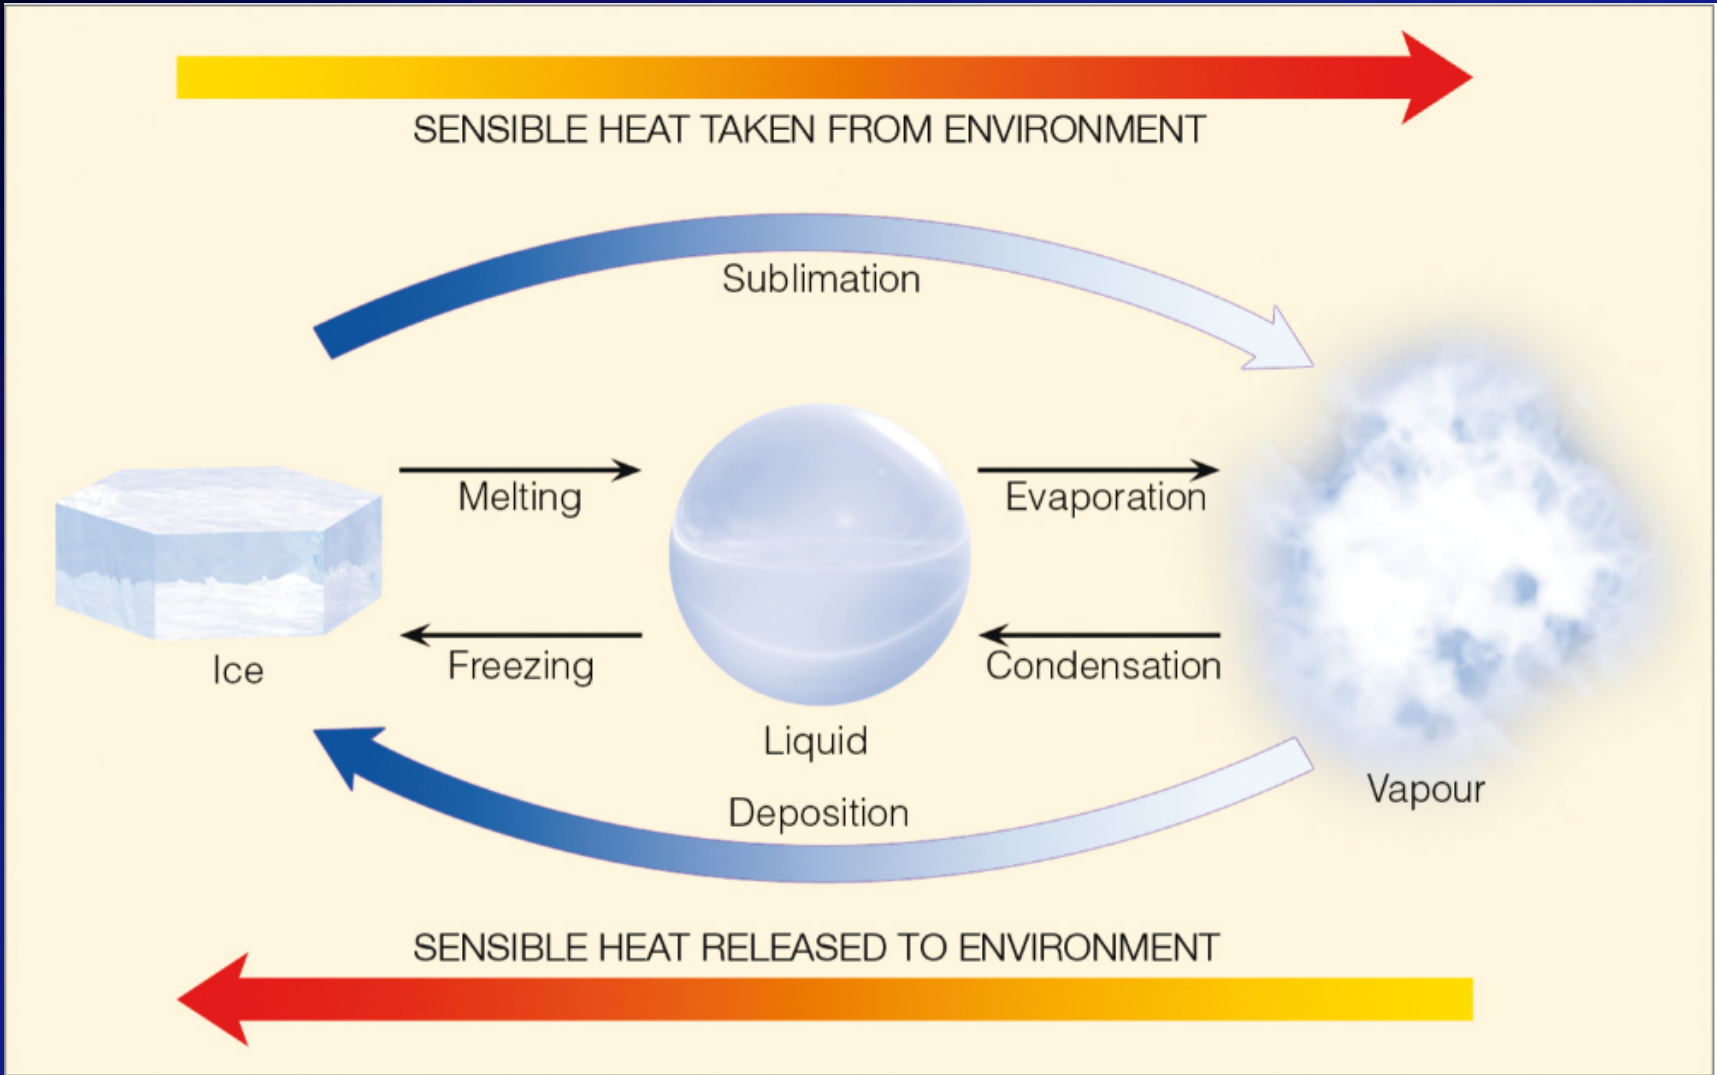 SENSIBLE HEAT TAKEN FROM ENVIRONMENT
Sublimation
Melting
Evaporation
Ice
Freezing
Condensation
Liquid
Vapour
Deposition
SENSIBLE HEAT RELEASED TO ENVIRONMENT